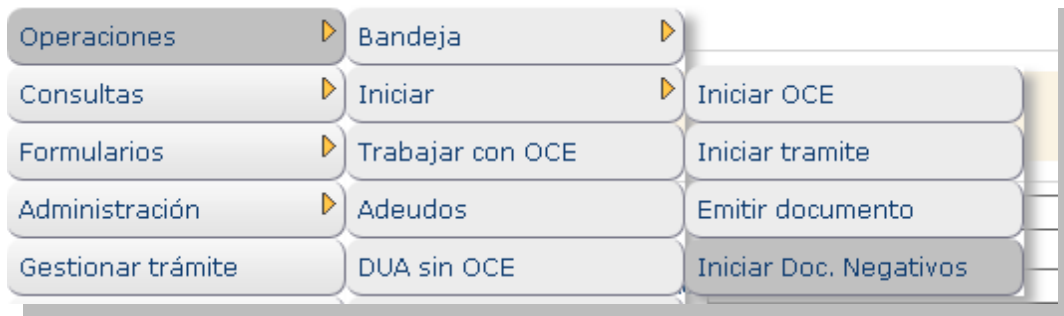 Operaciones
Bandeja
Consultas
Iniciar
Iniciar OCE
Formularios
Trabajar con OCE
Iniciar tramite
Administración
Adeudos
Emitir documento
Gestionar trámite
DUA sin OCE
Iniciar Doc. Negativos